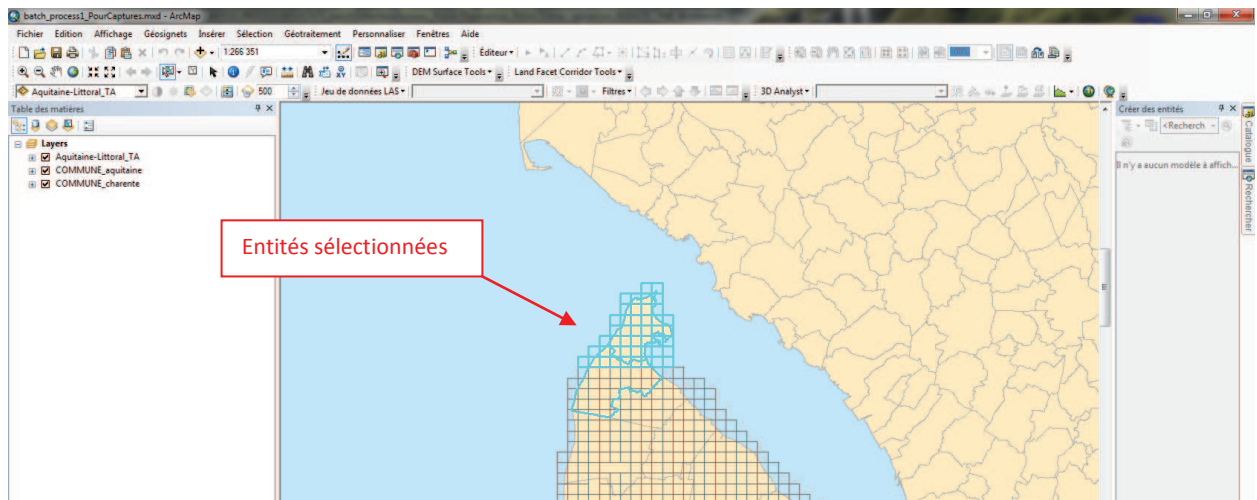 batch_process1_PourCaptures.mxd - ArcMap
Fichier Edition Affichage Géosignets Insérer Sélection Géotraitement Personnaliser Fenêtres Aide
1:266 351 Éditeur
DEM Surface Tools Land Facet Corridor Tools
Aquitaine-Littoral_TA 500 Jeu de données LAS Filtres 3D Analyst
Table des matières
Layers
Aquitaine-Littoral_TA
COMMUNE_aquitaine
COMMUNE_charente
Entités sélectionnées
Créer des entités
<Recherch
Il n'y a aucun modèle à affich...
Catalogue
Rechercher